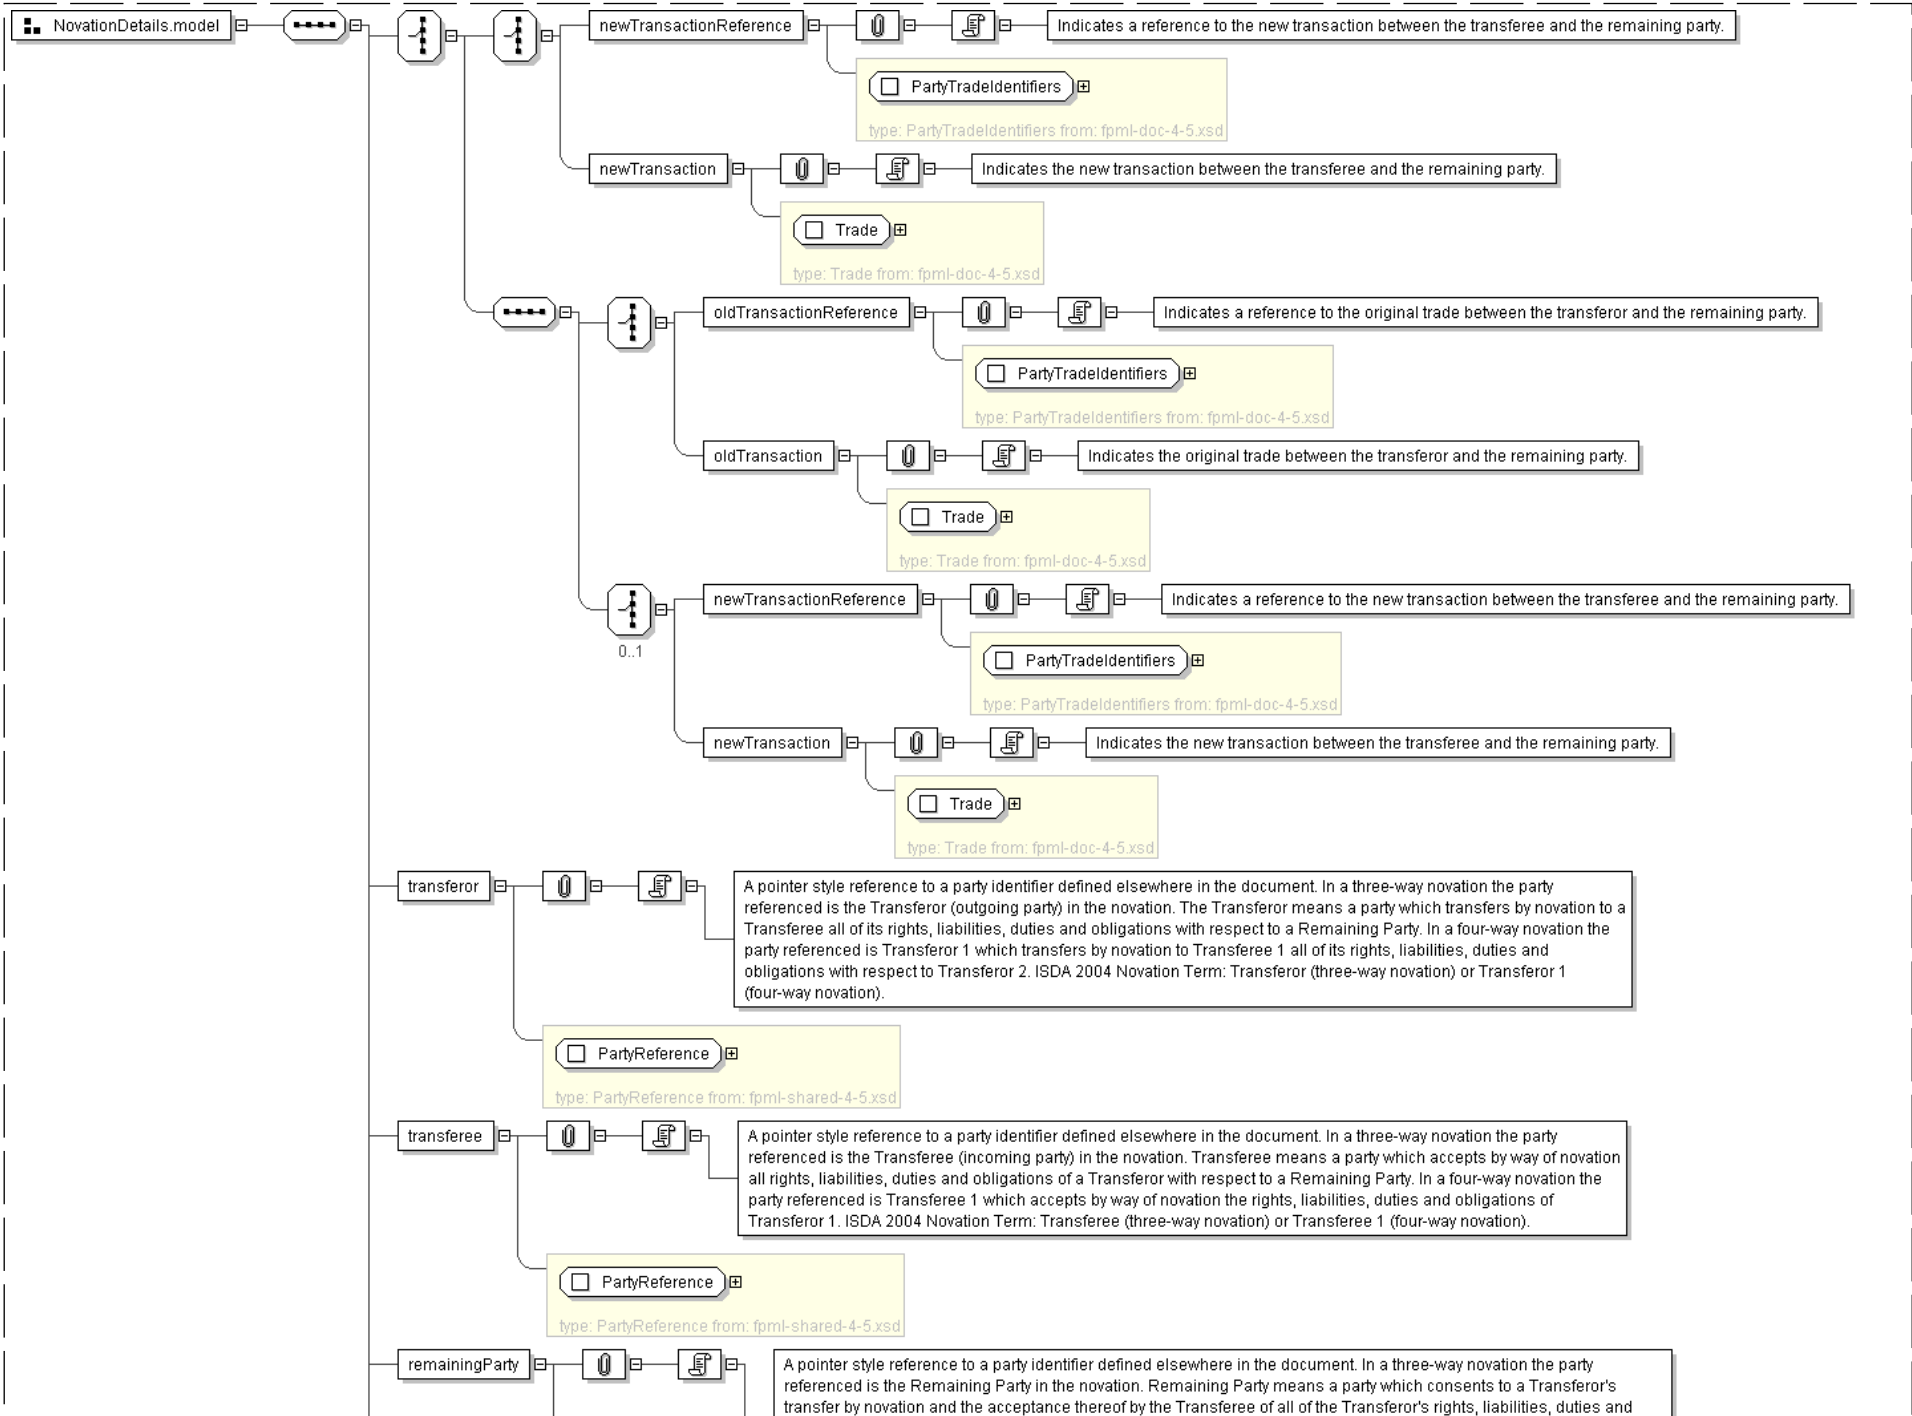 NovationDetails.model
newTransactionReference
Indicates a reference to the new transaction between the transferee and the remaining party.
PartyTradeIdentifiers
type: PartyTradeIdentifiers from: fpml-doc-4-5.xsd
newTransaction
Indicates the new transaction between the transferee and the remaining party.
Trade
type: Trade from: fpml-doc-4-5.xsd
oldTransactionReference
Indicates a reference to the original trade between the transferor and the remaining party.
PartyTradeIdentifiers
type: PartyTradeIdentifiers from: fpml-doc-4-5.xsd
oldTransaction
Indicates the original trade between the transferor and the remaining party.
Trade
type: Trade from: fpml-doc-4-5.xsd
newTransactionReference
Indicates a reference to the new transaction between the transferee and the remaining party.
0..1
PartyTradeIdentifiers
type: PartyTradeIdentifiers from: fpml-doc-4-5.xsd
newTransaction
Indicates the new transaction between the transferee and the remaining party.
Trade
type: Trade from: fpml-doc-4-5.xsd
transferor
A pointer style reference to a party identifier defined elsewhere in the document. In a three-way novation the party
referenced is the Transferor (outgoing party) in the novation. The Transferor means a party which transfers by novation to a
Transferee all of its rights, liabilities, duties and obligations with respect to a Remaining Party. In a four-way novation the
party referenced is Transferor 1 which transfers by novation to Transferee 1 all of its rights, liabilities, duties and
obligations with respect to Transferor 2. ISDA 2004 Novation Term: Transferor (three-way novation) or Transferor 1
(four-way novation).
PartyReference
type: PartyReference from: fpml-shared-4-5.xsd
transferee
A pointer style reference to a party identifier defined elsewhere in the document. In a three-way novation the party
referenced is the Transferee (incoming party) in the novation. Transferee means a party which accepts by way of novation
all rights, liabilities, duties and obligations of a Transferor with respect to a Remaining Party. In a four-way novation the
party referenced is Transferee 1 which accepts by way of novation the rights, liabilities, duties and obligations of
Transferor 1. ISDA 2004 Novation Term: Transferee (three-way novation) or Transferee 1 (four-way novation).
PartyReference
type: PartyReference from: fpml-shared-4-5.xsd
remainingParty
A pointer style reference to a party identifier defined elsewhere in the document. In a three-way novation the party
referenced is the Remaining Party in the novation. Remaining Party means a party which consents to a Transferor's
transfer by novation and the acceptance thereof by the Transferee of all of the Transferor's rights, liabilities, duties and